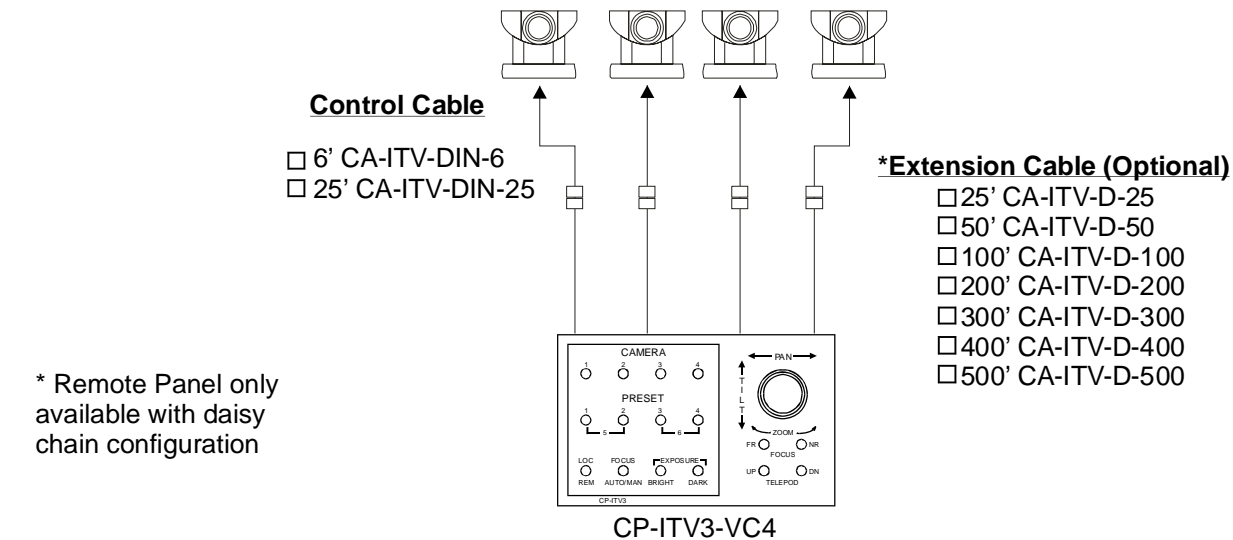 Control Cable
☐ 6’ CA-ITV-DIN-6
☐ 25’ CA-ITV-DIN-25
*Extension Cable (Optional)
☐ 25’ CA-ITV-D-25
☐ 50’ CA-ITV-D-50
☐ 100’ CA-ITV-D-100
☐ 200’ CA-ITV-D-200
☐ 300’ CA-ITV-D-300
☐ 400’ CA-ITV-D-400
☐ 500’ CA-ITV-D-500
* Remote Panel only
available with daisy
chain configuration
CAMERA
1 2 3 4
PRESET
1 2 3 4
5 6
LOC FOCUS EXPOSURE
REM AUTO/MAN BRIGHT DARK
CP-ITV3
PAN
TILT
ZOOM
FR NR
FOCUS
UP DN
TELEPOD
CP-ITV3-VC4